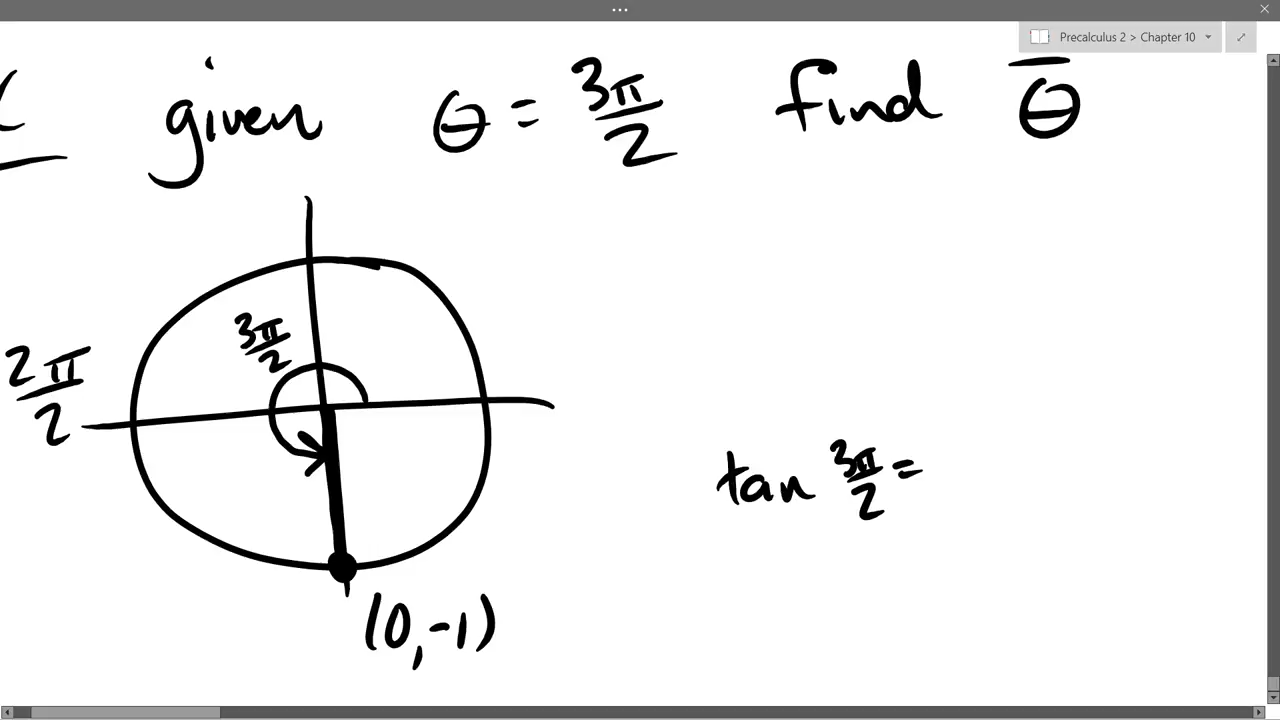 Precalculus 2 > Chapter 10
given θ = 3π/2 find θ̅
3π/2
2π/2
tan 3π/2 =
(0,-1)